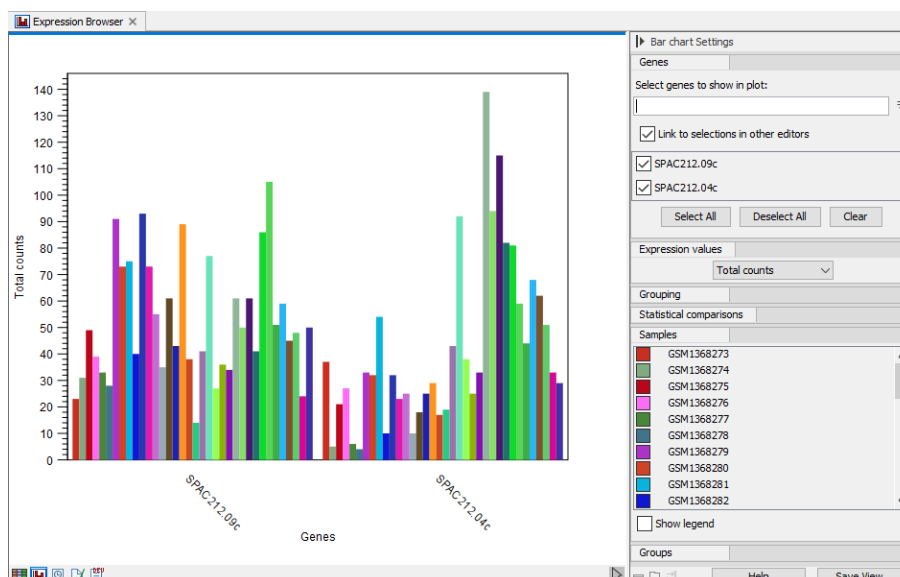 Expression Browser
Bar chart Settings
Genes
Select genes to show in plot:
Link to selections in other editors
SPAC212.09c
SPAC212.04c
Select All Deselect All Clear
Expression values
Total counts
Grouping
Statistical comparisons
Samples
GSM1368273
GSM1368274
GSM1368275
GSM1368276
GSM1368277
GSM1368278
GSM1368279
GSM1368280
GSM1368281
GSM1368282
Show legend
Groups
Help Save View
Total counts
140
130
120
110
100
90
80
70
60
50
40
30
20
10
0
SPAC212.09c
SPAC212.04c
Genes